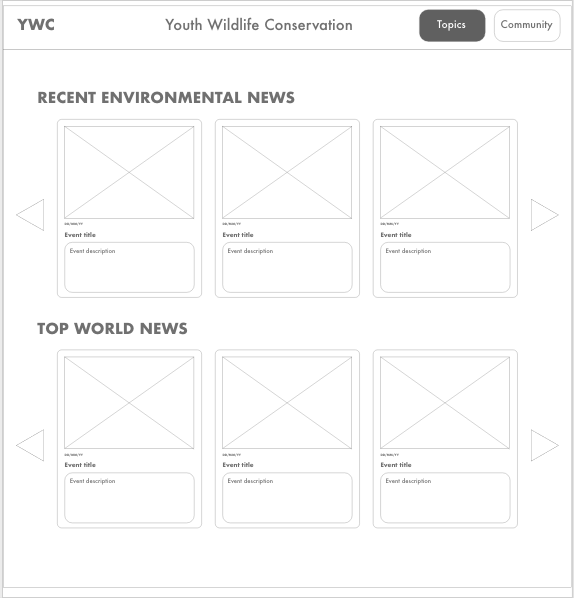 YWC Youth Wildlife Conservation Topics Community
RECENT ENVIRONMENTAL NEWS
DD/MM/YY DD/MM/YY DD/MM/YY
Event title Event title Event title
Event description Event description Event description
TOP WORLD NEWS
DD/MM/YY DD/MM/YY DD/MM/YY
Event title Event title Event title
Event description Event description Event description